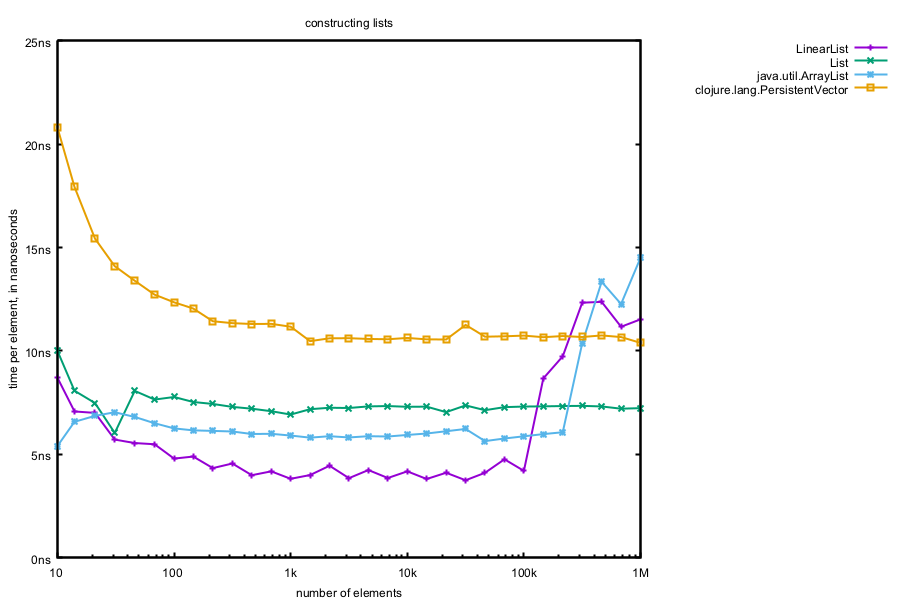 constructing lists
LinearList
List
java.util.ArrayList
clojure.lang.PersistentVector
time per element, in nanoseconds
25ns
20ns
15ns
10ns
5ns
0ns
10 100 1k 10k 100k 1M
number of elements